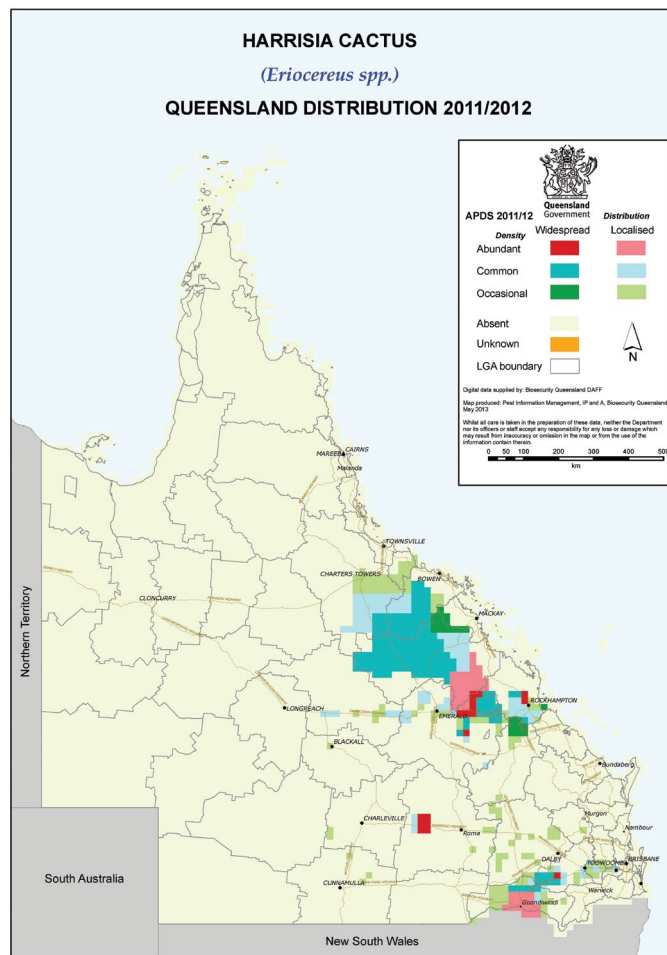 HARRISIA CACTUS
(Eriocereus spp.)
QUEENSLAND DISTRIBUTION 2011/2012
Queensland
Government
APDS 2011/12
Distribution
Density
Widespread
Localised
Abundant
Common
Occasional
Absent
Unknown
N
LGA boundary
Digital data supplied by: Biosecurity Queensland DAFF
Map produced: Pest Information Management, IP and A, Biosecurity Queensland
May 2013
Whilst all care is taken in the preparation of these data, neither the Department
nor its officers or staff accept any responsibility for any loss or damage which
may result from inaccuracy or omission in the map or from the use of the
information contain therein.
0 50 100 200 300 400 500
km
CAIRNS
MAREEBA
Malanda
TOWNSVILLE
CHARTERS TOWERS
BOWEN
CLONCURRY
MACKAY
Northern Territory
LONGREACH
EMERALD
ROCKHAMPTON
BLACKALL
Bundaberg
CHARLEVILLE
Roma
Murgon
Nambour
DALBY
TOOWOOMBA
BRISBANE
South Australia
CUNNAMULLA
Warwick
Goondiwindi
New South Wales